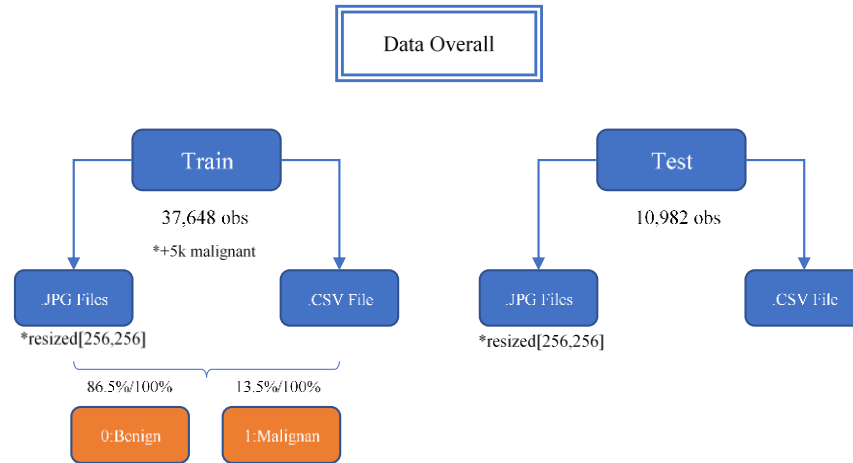 Data Overall
Train
Test
37,648 obs
10,982 obs
*+5k malignant
.JPG Files
.CSV File
.JPG Files
.CSV File
*resized[256,256]
*resized[256,256]
86.5%/100%
13.5%/100%
0:Benign
1:Malignan